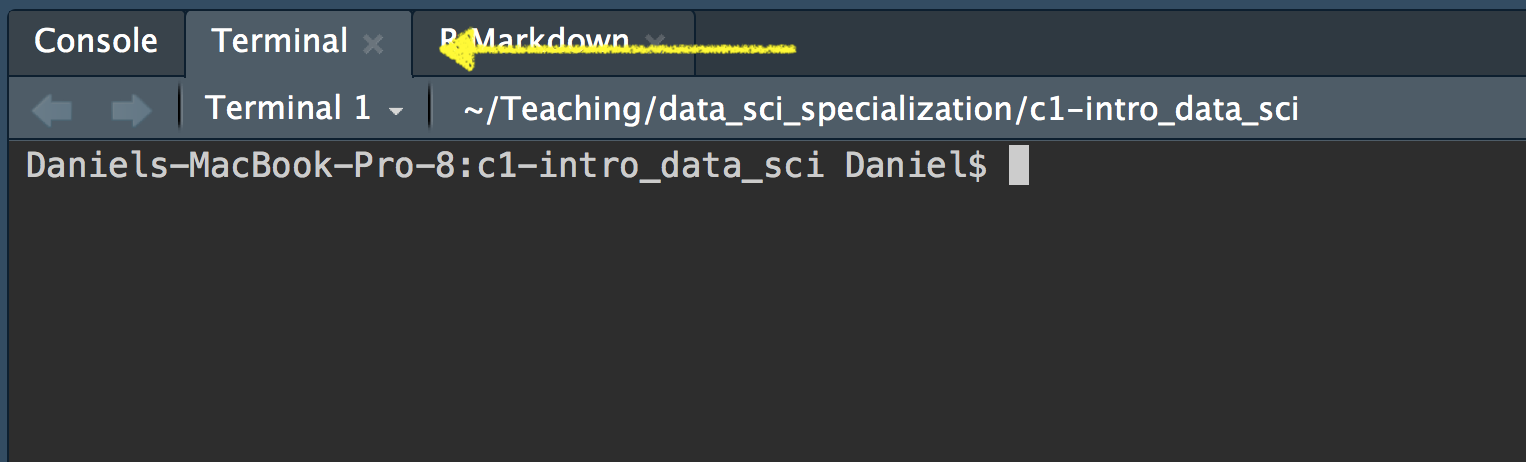 Console Terminal × R Markdown ×
Terminal 1 ~/Teaching/data_sci_specialization/c1-intro_data_sci
Daniels-MacBook-Pro-8:c1-intro_data_sci Daniel$